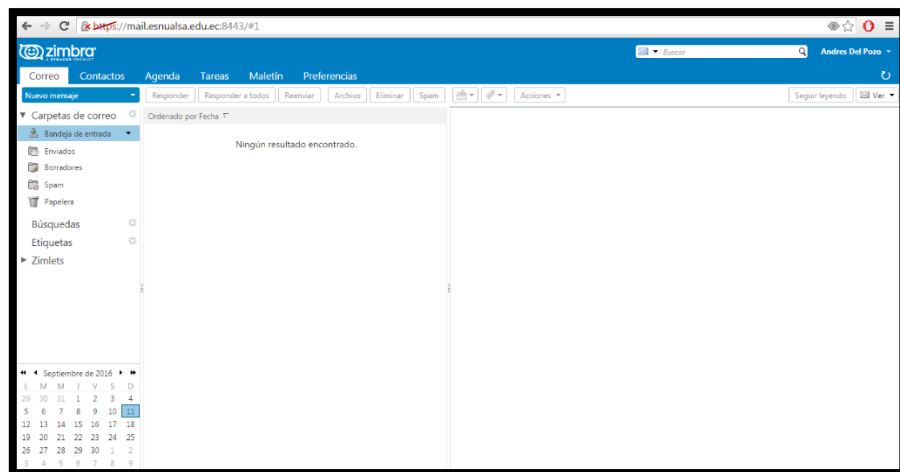 https://mail.esnualsa.edu.ec:8443/#1
zimbra
A SYNACOR PRODUCT
Buscar
Andres Del Pozo
Correo Contactos Agenda Tareas Maletín Preferencias
Nuevo mensaje Responder Responder a todos Reenviar Archivo Eliminar Spam Acciones Seguir leyendo Ver
Carpetas de correo
Ordenado por Fecha
Bandeja de entrada
Ningún resultado encontrado.
Enviados
Borradores
Spam
Papelera
Búsquedas
Etiquetas
Zimlets
Septiembre de 2016
L M M J V S D
29 30 31 1 2 3 4
5 6 7 8 9 10 11
12 13 14 15 16 17 18
19 20 21 22 23 24 25
26 27 28 29 30 1 2
3 4 5 6 7 8 9